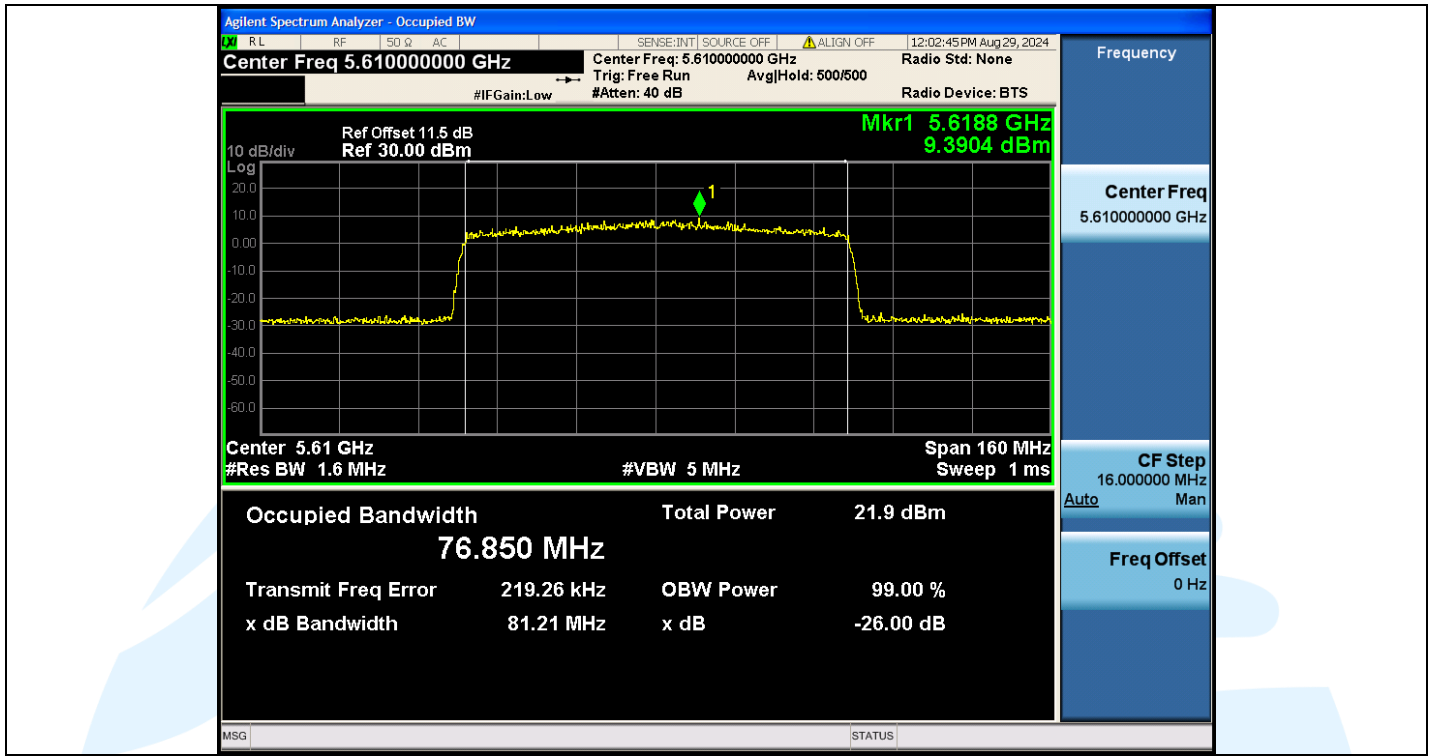 Agilent Spectrum Analyzer - Occupied BW
LXI RL RF 50 Ω AC SENSE:INT SOURCE OFF ALIGN OFF 12:02:45 PM Aug 29, 2024
Center Freq 5.610000000 GHz
Center Freq: 5.610000000 GHz Radio Std: None
Trig: Free Run Avg|Hold: 500/500
#IFGain:Low #Atten: 40 dB Radio Device: BTS
Ref Offset 11.5 dB Mkr1 5.6188 GHz
10 dB/div Ref 30.00 dBm 9.3904 dBm
Log
20.0
10.0
0.00
-10.0
-20.0
-30.0
-40.0
-50.0
-60.0
1
Center 5.61 GHz Span 160 MHz
#Res BW 1.6 MHz #VBW 5 MHz Sweep 1 ms
Occupied Bandwidth Total Power 21.9 dBm
76.850 MHz
Transmit Freq Error 219.26 kHz OBW Power 99.00 %
x dB Bandwidth 81.21 MHz x dB -26.00 dB
MSG STATUS
Frequency
Center Freq
5.610000000 GHz
CF Step
16.000000 MHz
Auto Man
Freq Offset
0 Hz